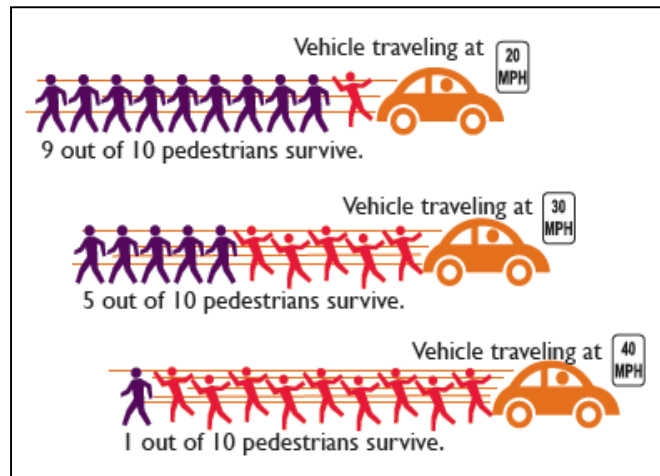 Vehicle traveling at
20
MPH
9 out of 10 pedestrians survive.
Vehicle traveling at
30
MPH
5 out of 10 pedestrians survive.
Vehicle traveling at
40
MPH
1 out of 10 pedestrians survive.